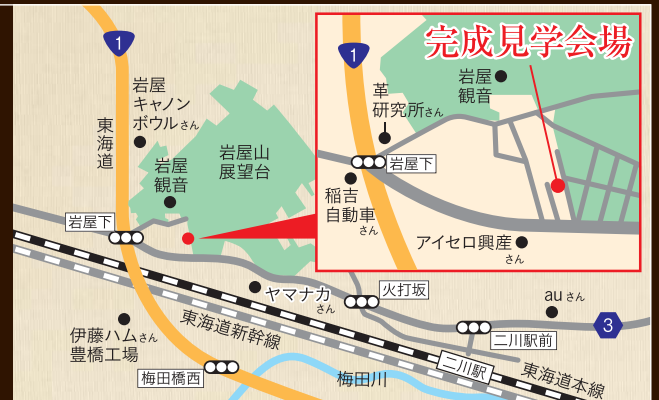 1
岩屋
キャノン
ボウルさん
東海道
岩屋
観音
岩屋山
展望台
岩屋下
完成見学会場
1
岩屋
観音
革
研究所さん
岩屋下
稲吉
自動車
さん
アイセロ興産
さん
ヤマナカ
さん
火打坂
auさん
3
二川駅前
伊藤ハムさん
豊橋工場
東海道新幹線
二川駅
東海道本線
梅田橋西
梅田川